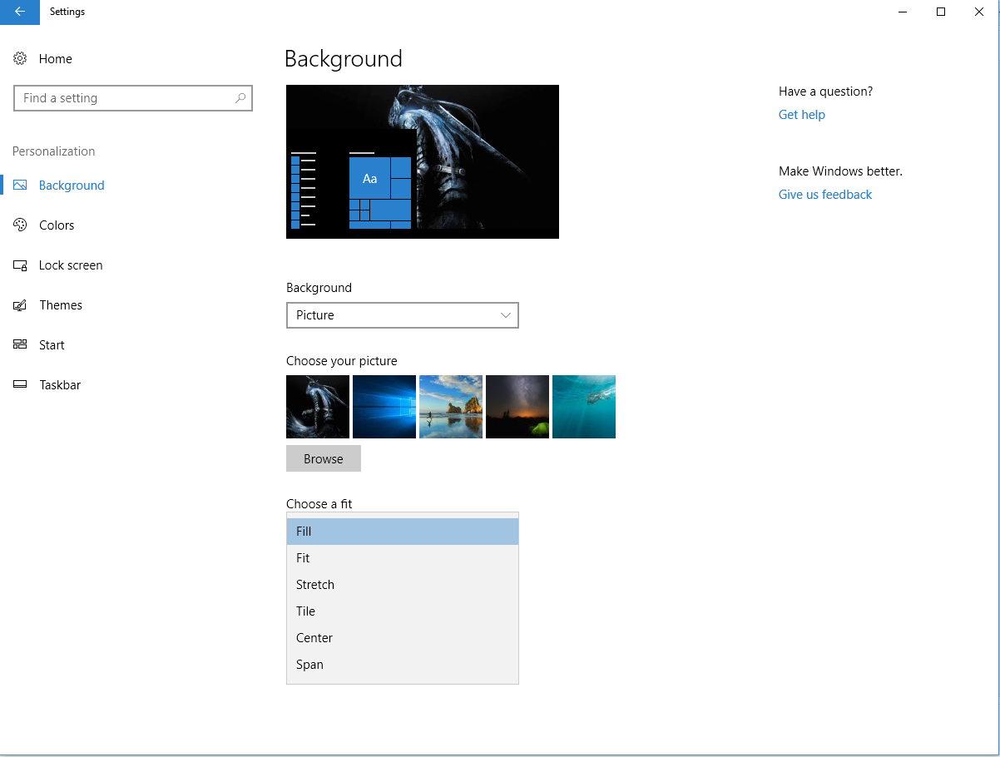 Settings
Home
Find a setting
Personalization
Background
Colors
Lock screen
Themes
Start
Taskbar
Background
Aa
Background
Picture
Choose your picture
Browse
Choose a fit
Fill
Fit
Stretch
Tile
Center
Span
Have a question?
Get help
Make Windows better.
Give us feedback